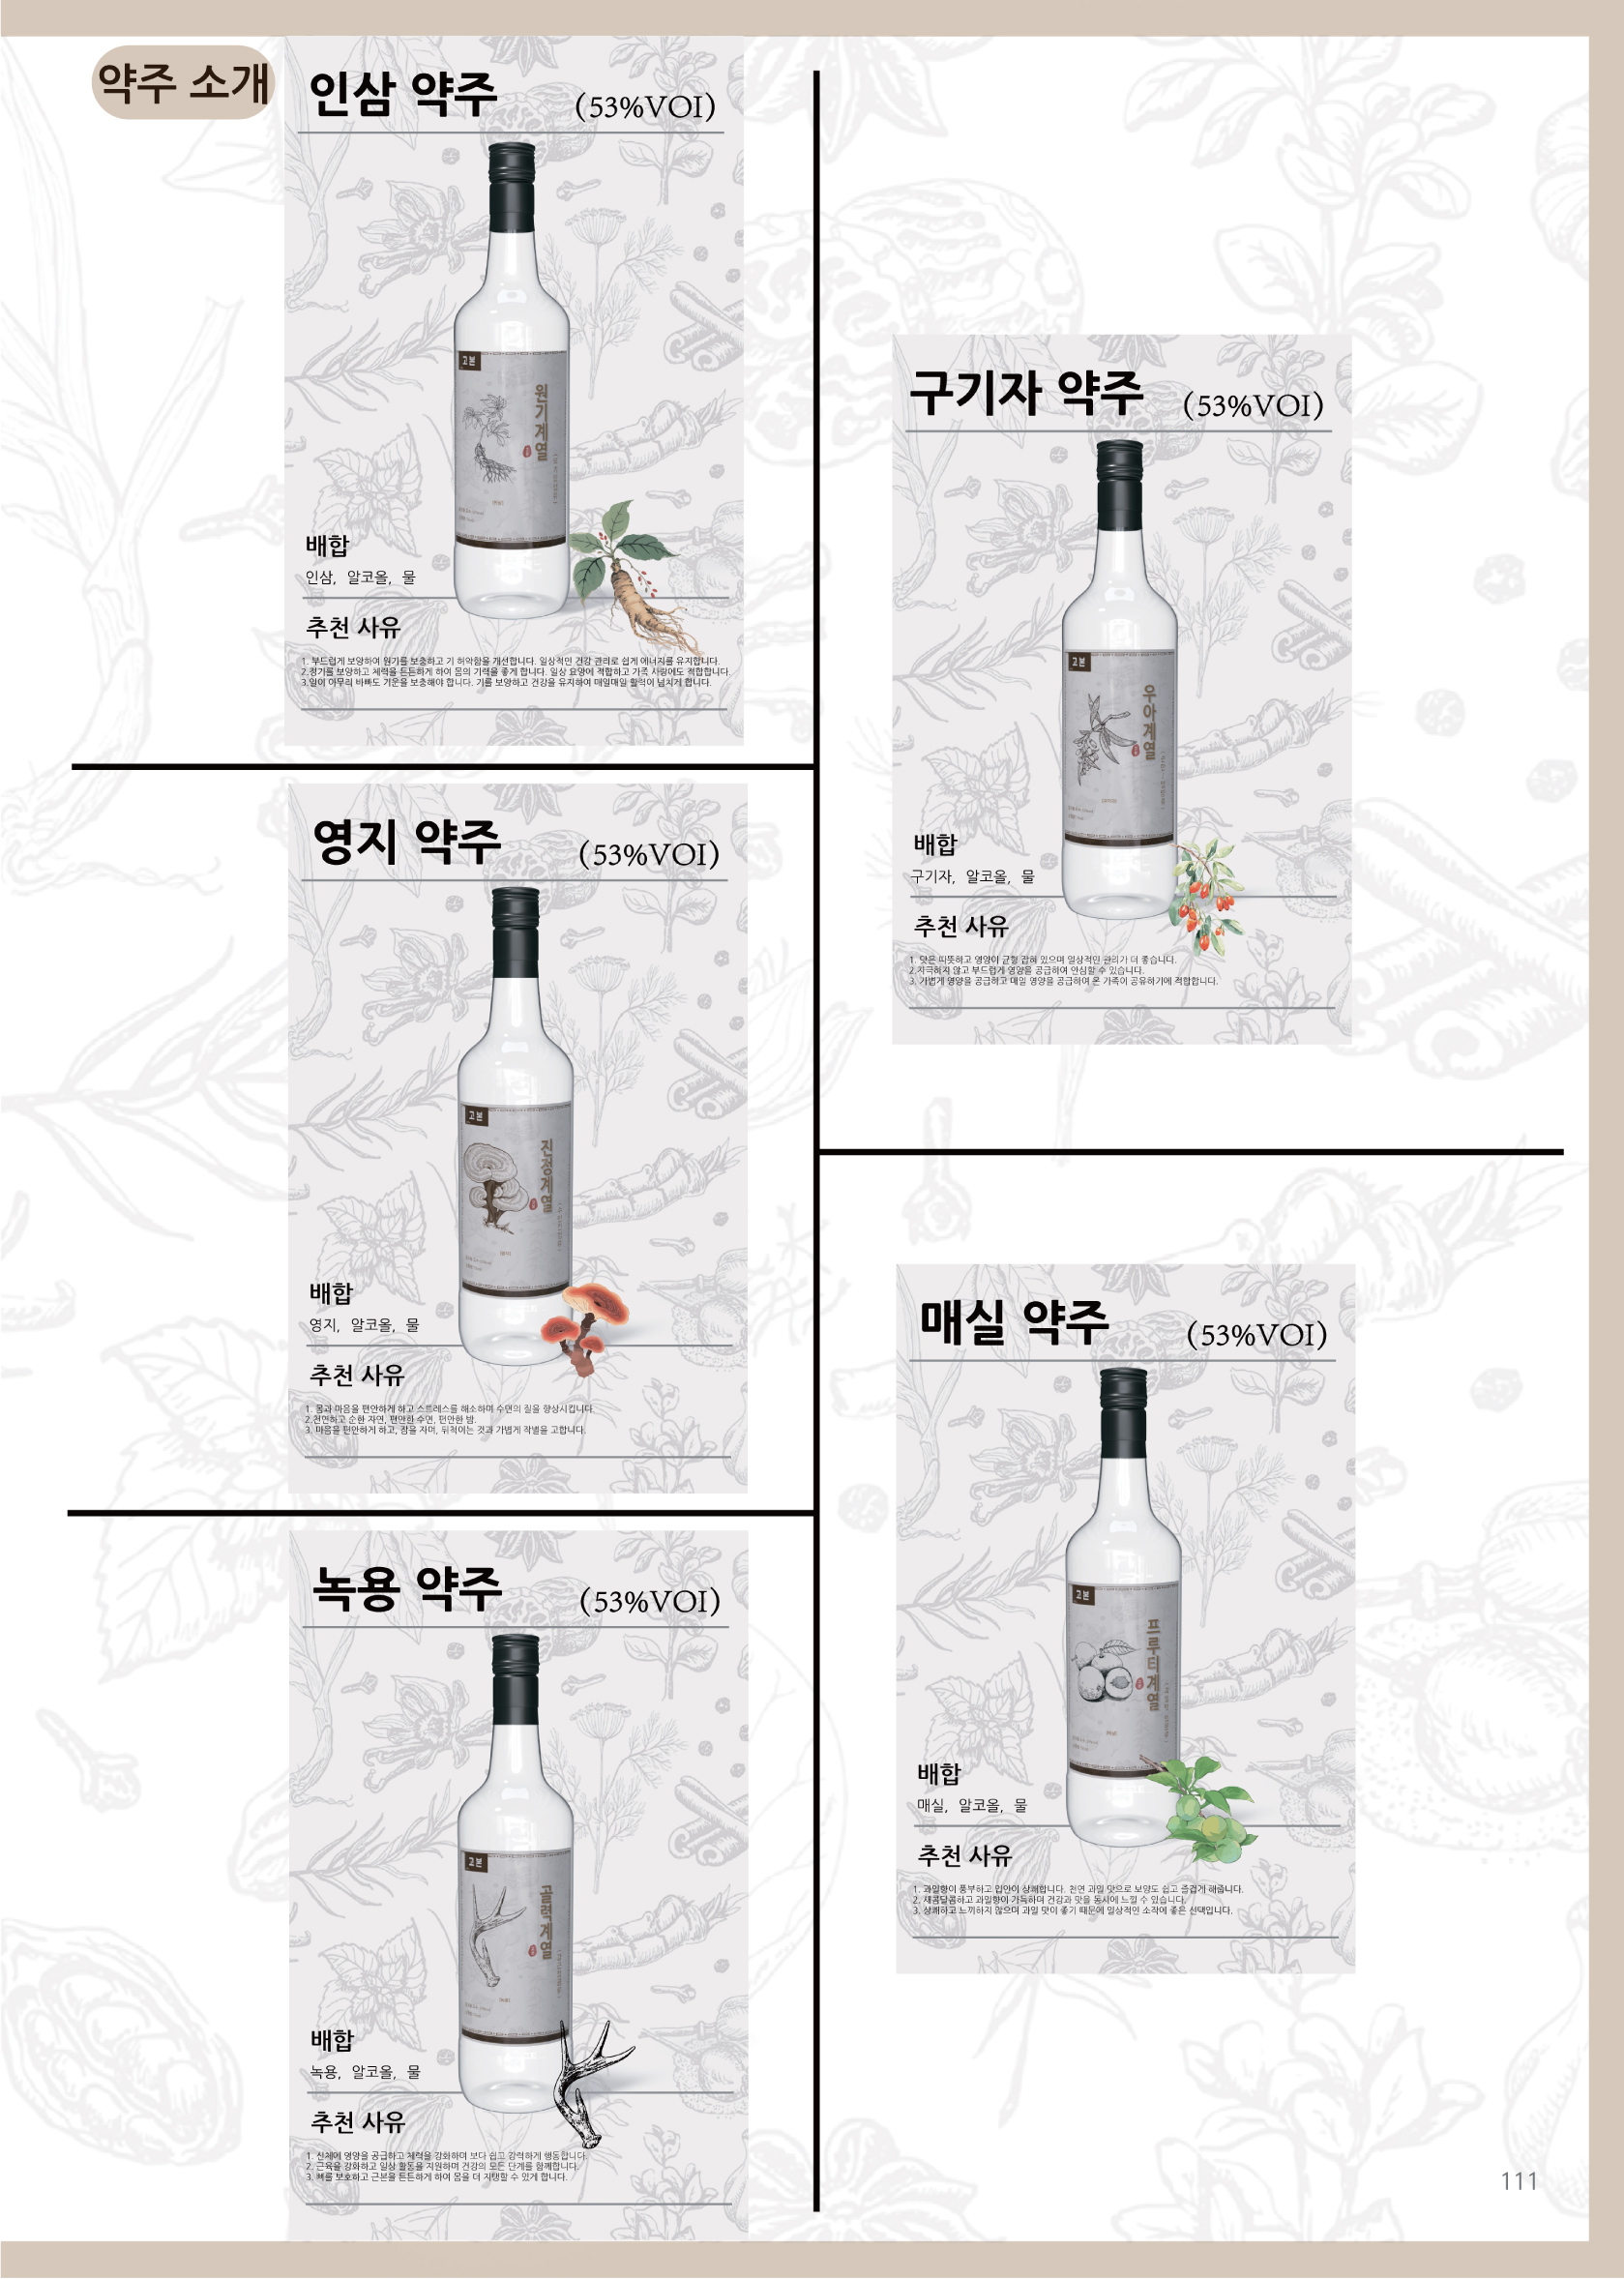 약주 소개
인삼 약주
(53%VOI)
고본
원기계열
배합
인삼, 알코올, 물
추천 사유
1. 부드럽게 보양하여 원기를 보충하고 기 허약함을 개선합니다. 일상적인 건강 관리로 쉽게 에너지를 유지합니다.
2.정기를 보양하고 체력을 튼튼하게 하여 몸의 기력을 좋게 합니다. 일상 요양에 적합하고 가족 사랑에도 적합합니다.
3.일이 아무리 바빠도 기운을 보충해야 합니다. 기를 보양하고 건강을 유지하여 매일매일 활력이 넘치게 합니다.
영지 약주
(53%VOI)
고본
진정계열
배합
영지, 알코올, 물
추천 사유
1. 몸과 마음을 편안하게 하고 스트레스를 해소하며 수면의 질을 향상시킵니다.
2.천연하고 순한 자연, 편안한 수면, 편안한 밤.
3. 마음을 편안하게 하고, 잠을 자며, 뒤척이는 것과 가볍게 작별을 고합니다.
녹용 약주
(53%VOI)
고본
골력계열
배합
녹용, 알코올, 물
추천 사유
1. 신체에 영양을 공급하고 체력을 강화하며 보다 쉽고 강력하게 행동합니다.
2. 근육을 강화하고 일상 활동을 지원하며 건강의 모든 단계를 함께합니다.
3. 뼈를 보호하고 근본을 튼튼하게 하여 몸을 더 지탱할 수 있게 합니다.
구기자 약주
(53%VOI)
고본
우아계열
배합
구기자, 알코올, 물
추천 사유
1. 맛은 따뜻하고 영양이 균형 잡혀 있으며 일상적인 관리가 더 좋습니다.
2.자극하지 않고 부드럽게 영양을 공급하여 안심할 수 있습니다.
3. 가볍게 영양을 공급하고 매일 영양을 공급하여 온 가족이 공유하기에 적합합니다.
매실 약주
(53%VOI)
고본
프루티계열
배합
매실, 알코올, 물
추천 사유
1. 과일향이 풍부하고 입안이 상쾌합니다. 천연 과일 맛으로 보양도 쉽고 즐겁게 해줍니다.
2. 새콤달콤하고 과일향이 가득하며 건강과 맛을 동시에 느낄 수 있습니다.
3. 상쾌하고 느끼하지 않으며 과일 맛이 좋기 때문에 일상적인 소작에 좋은 선택입니다.
111